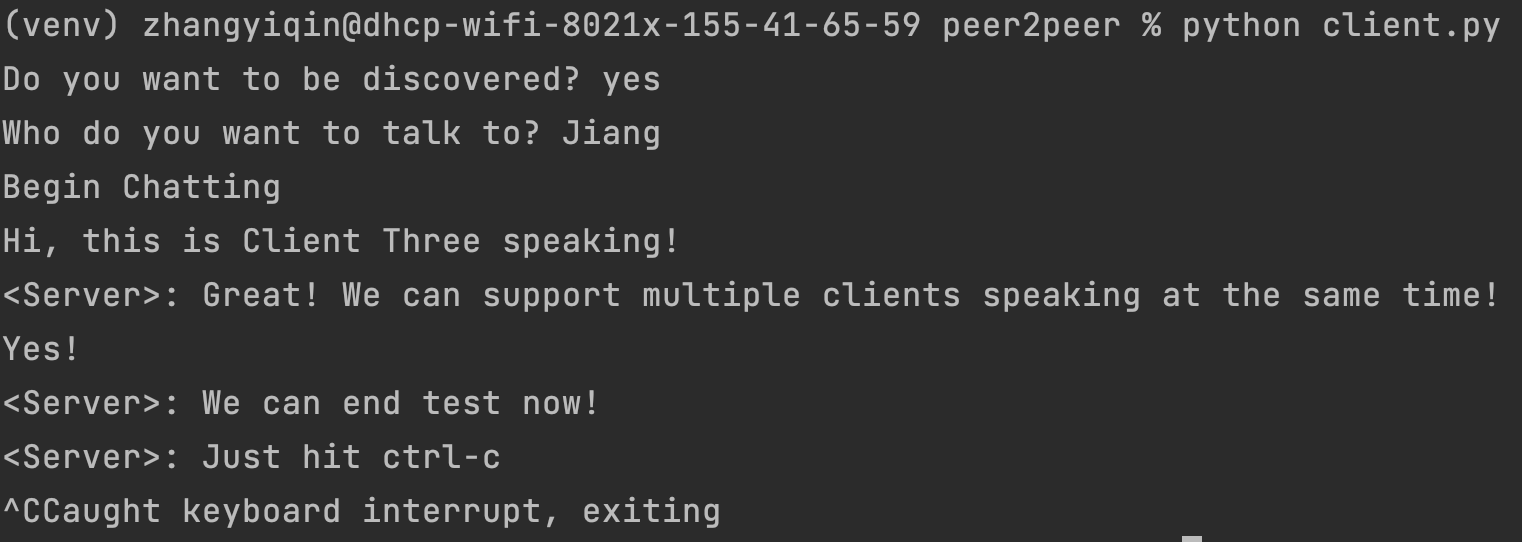 (venv) zhangyiqin@dhcp-wifi-8021x-155-41-65-59 peer2peer % python client.py
Do you want to be discovered? yes
Who do you want to talk to? Jiang
Begin Chatting
Hi, this is Client Three speaking!
<Server>: Great! We can support multiple clients speaking at the same time!
Yes!
<Server>: We can end test now!
<Server>: Just hit ctrl-c
^CCaught keyboard interrupt, exiting